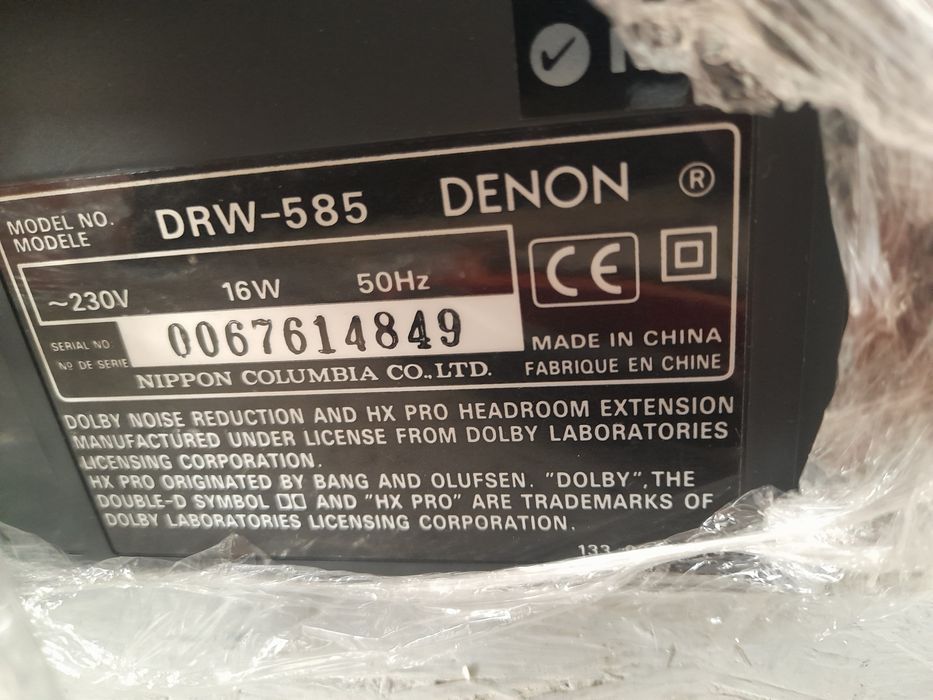 MODEL NO.
MODELE
DRW-585
DENON ®
~230V 16W 50Hz
SERIAL NO.
Nº DE SERIE
0067614849
CE
MADE IN CHINA
FABRIQUE EN CHINE
NIPPON COLUMBIA CO.,LTD.
DOLBY NOISE REDUCTION AND HX PRO HEADROOM EXTENSION
MANUFACTURED UNDER LICENSE FROM DOLBY LABORATORIES
LICENSING CORPORATION.
HX PRO ORIGINATED BY BANG AND OLUFSEN. "DOLBY", THE
DOUBLE-D SYMBOL AND "HX PRO" ARE TRADEMARKS OF
DOLBY LABORATORIES LICENSING CORPORATION.
133